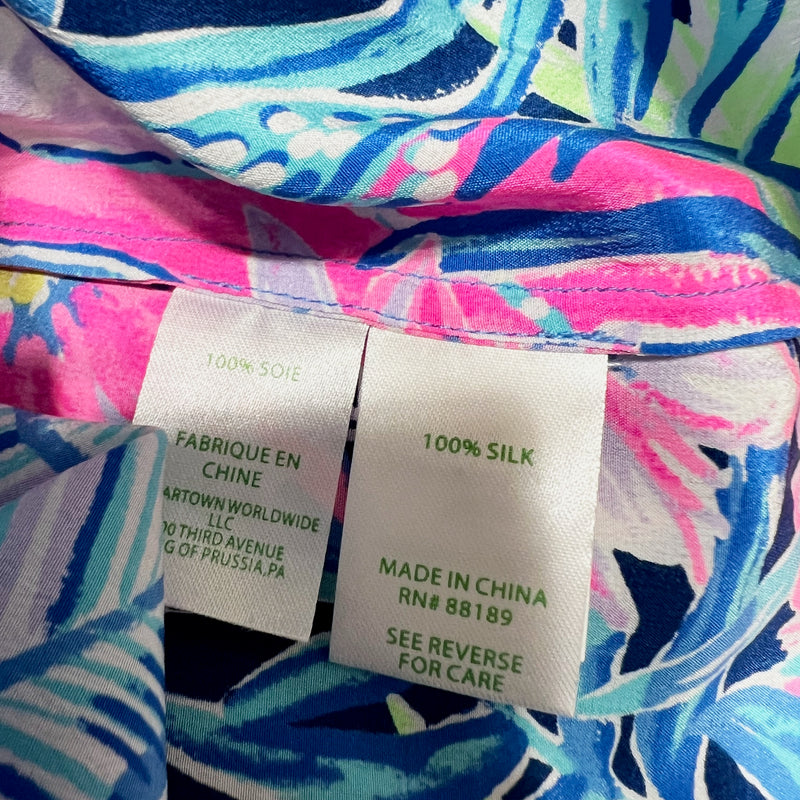 100% SOIE
FABRIQUE EN
CHINE
ARTOWN WORLDWIDE
LLC
00 THIRD AVENUE
G OF PRUSSIA,PA
100% SILK
MADE IN CHINA
RN# 88189
SEE REVERSE
FOR CARE